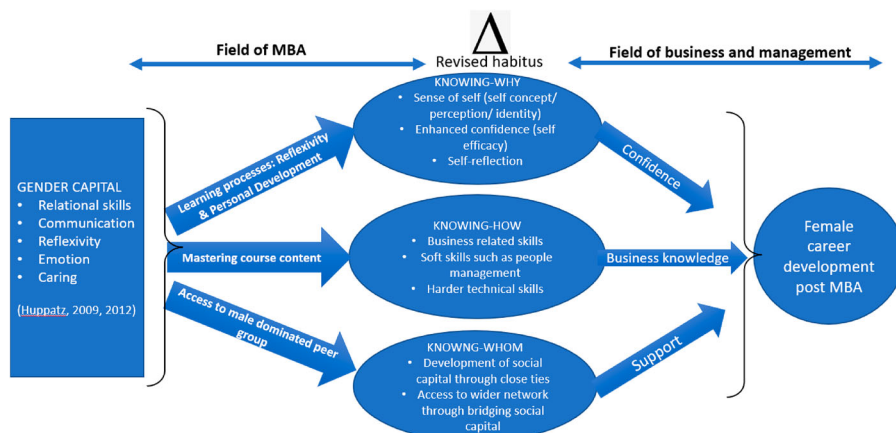 Field of MBA
Δ
Revised habitus
Field of business and management
GENDER CAPITAL
• Relational skills
• Communication
• Reflexivity
• Emotion
• Caring
(Huppatz, 2009, 2012)
Learning processes: Reflexivity
& Personal Development
Mastering course content
Access to male dominated peer
group
KNOWING-WHY
• Sense of self (self concept/
perception/ identity)
• Enhanced confidence (self
efficacy)
• Self-reflection
KNOWING-HOW
• Business related skills
• Soft skills such as people
management
• Harder technical skills
KNOWNG-WHOM
• Development of social
capital through close ties
• Access to wider network
through bridging social
capital
Confidence
Business knowledge
Support
Female
career
development
post MBA